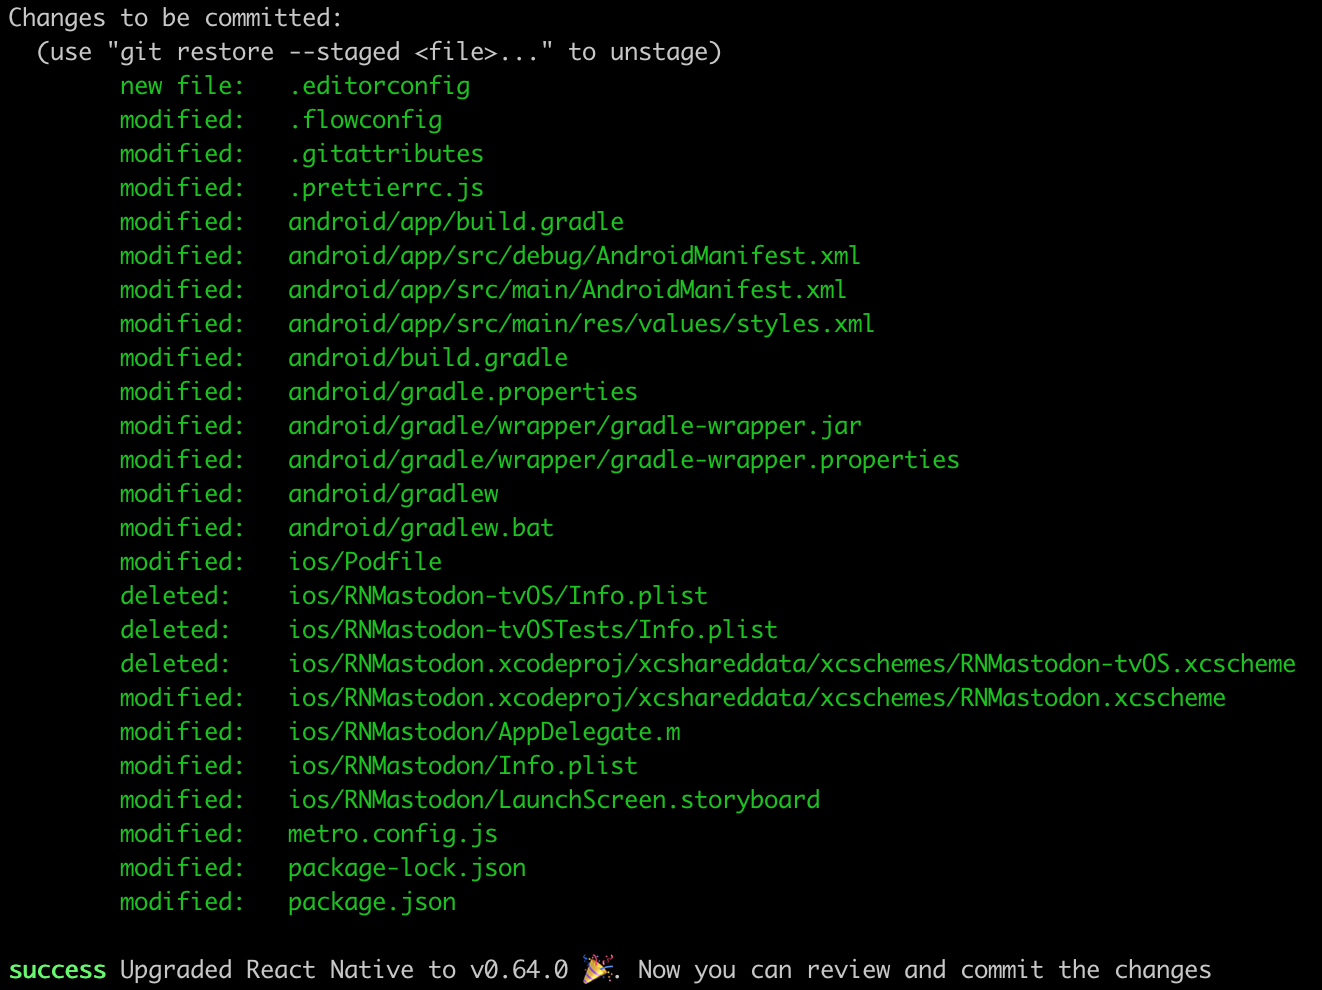 Changes to be committed:
  (use "git restore --staged <file>..." to unstage)
        new file:   .editorconfig
        modified:   .flowconfig
        modified:   .gitattributes
        modified:   .prettierrc.js
        modified:   android/app/build.gradle
        modified:   android/app/src/debug/AndroidManifest.xml
        modified:   android/app/src/main/AndroidManifest.xml
        modified:   android/app/src/main/res/values/styles.xml
        modified:   android/build.gradle
        modified:   android/gradle.properties
        modified:   android/gradle/wrapper/gradle-wrapper.jar
        modified:   android/gradle/wrapper/gradle-wrapper.properties
        modified:   android/gradlew
        modified:   android/gradlew.bat
        modified:   ios/Podfile
        deleted:    ios/RNMastodon-tvOS/Info.plist
        deleted:    ios/RNMastodon-tvOSTests/Info.plist
        deleted:    ios/RNMastodon.xcodeproj/xcshareddata/xcschemes/RNMastodon-tvOS.xcscheme
        modified:   ios/RNMastodon.xcodeproj/xcshareddata/xcschemes/RNMastodon.xcscheme
        modified:   ios/RNMastodon/AppDelegate.m
        modified:   ios/RNMastodon/Info.plist
        modified:   ios/RNMastodon/LaunchScreen.storyboard
        modified:   metro.config.js
        modified:   package-lock.json
        modified:   package.json
success Upgraded React Native to v0.64.0 🎉. Now you can review and commit the changes